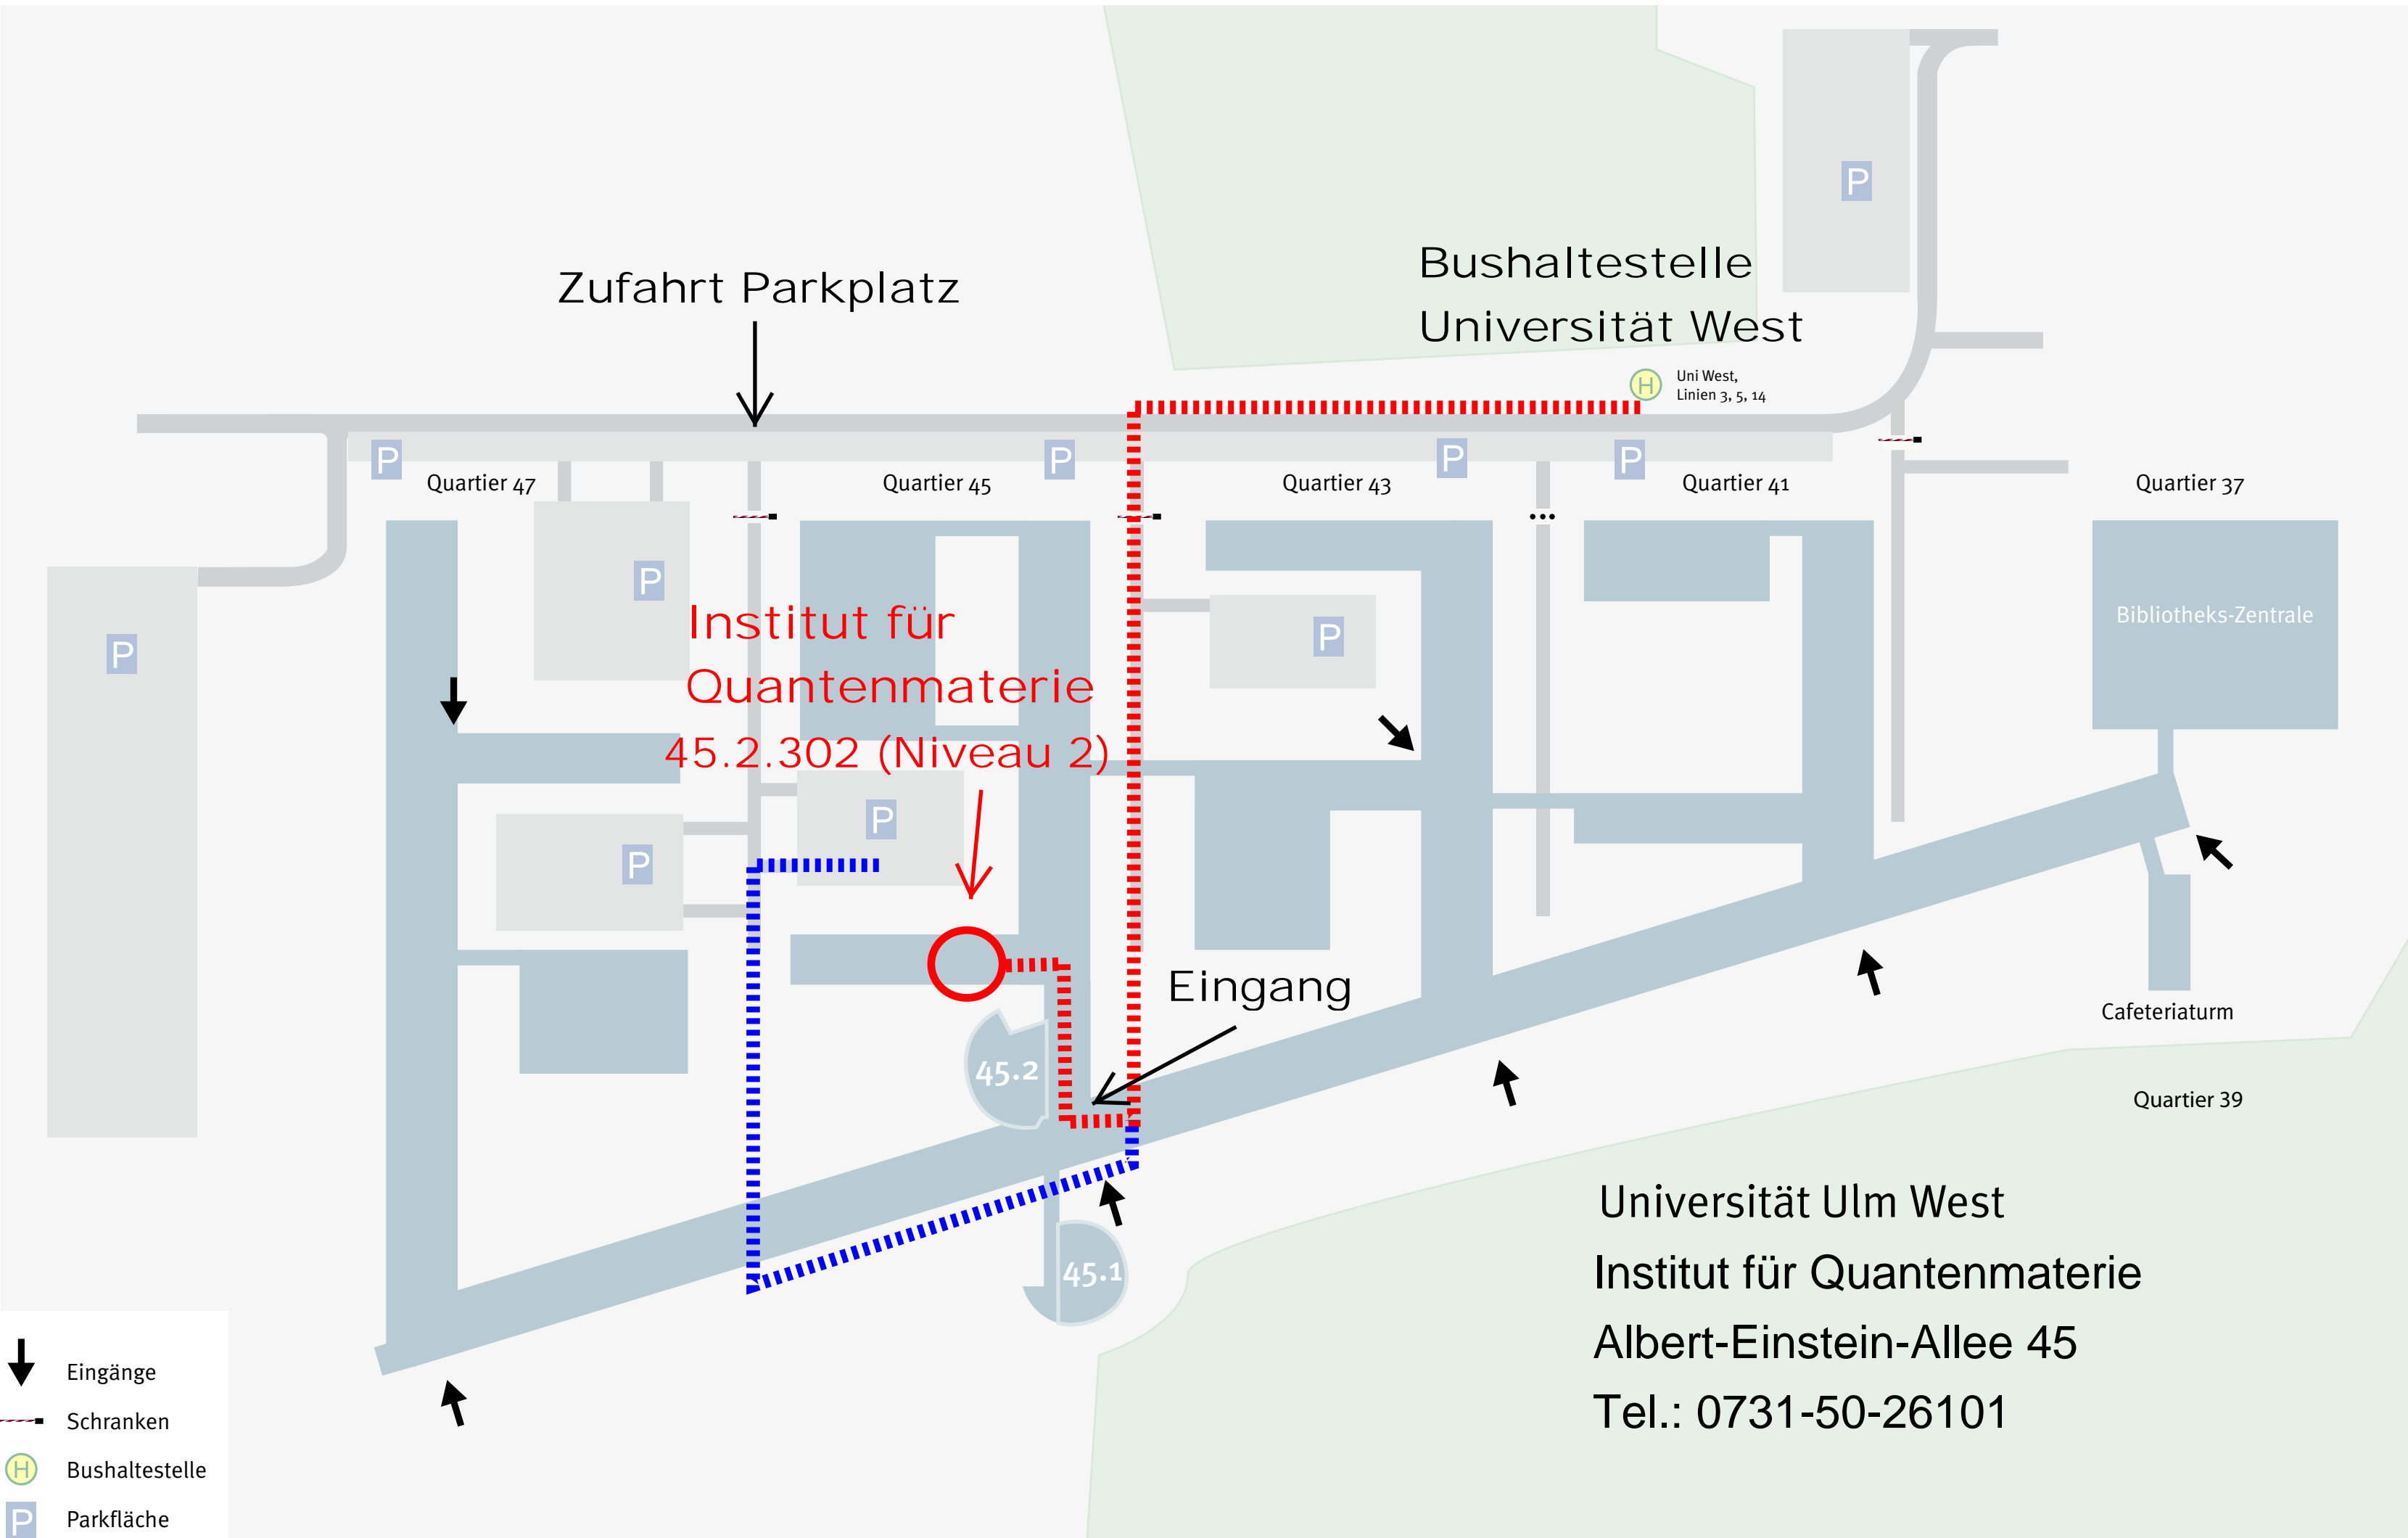 P
Zufahrt Parkplatz
Bushaltestelle
Universität West
H
Uni West,
Linien 3, 5, 14
P
P
P
P
Quartier 47
Quartier 45
Quartier 43
Quartier 41
Quartier 37
P
P
P
Bibliotheks-Zentrale
Institut für
Quantenmaterie
45.2.302 (Niveau 2)
P
P
Eingang
45.2
Cafeteriaturm
Quartier 39
45.1
Universität Ulm West
Institut für Quantenmaterie
Albert-Einstein-Allee 45
Tel.: 0731-50-26101
Eingänge
Schranken
H Bushaltestelle
P Parkfläche